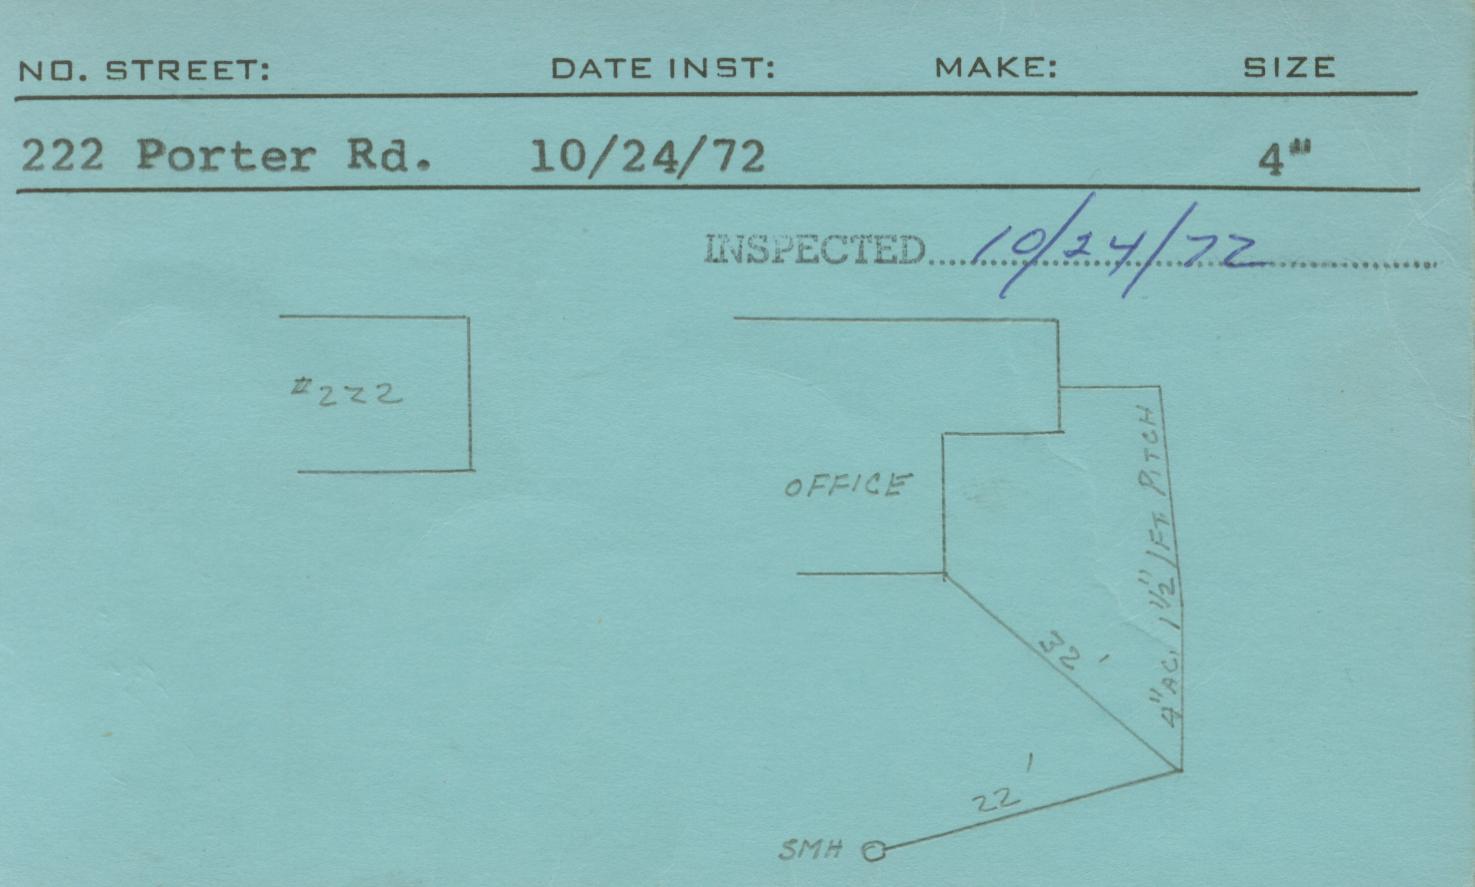 NO. STREET: DATE INST: MAKE: SIZE
222 Porter Rd. 10/24/72 4"
INSPECTED 10/24/72
#222
OFFICE
4" AC. 1 1/2" 1FT. PITCH
32'
22'
SMH